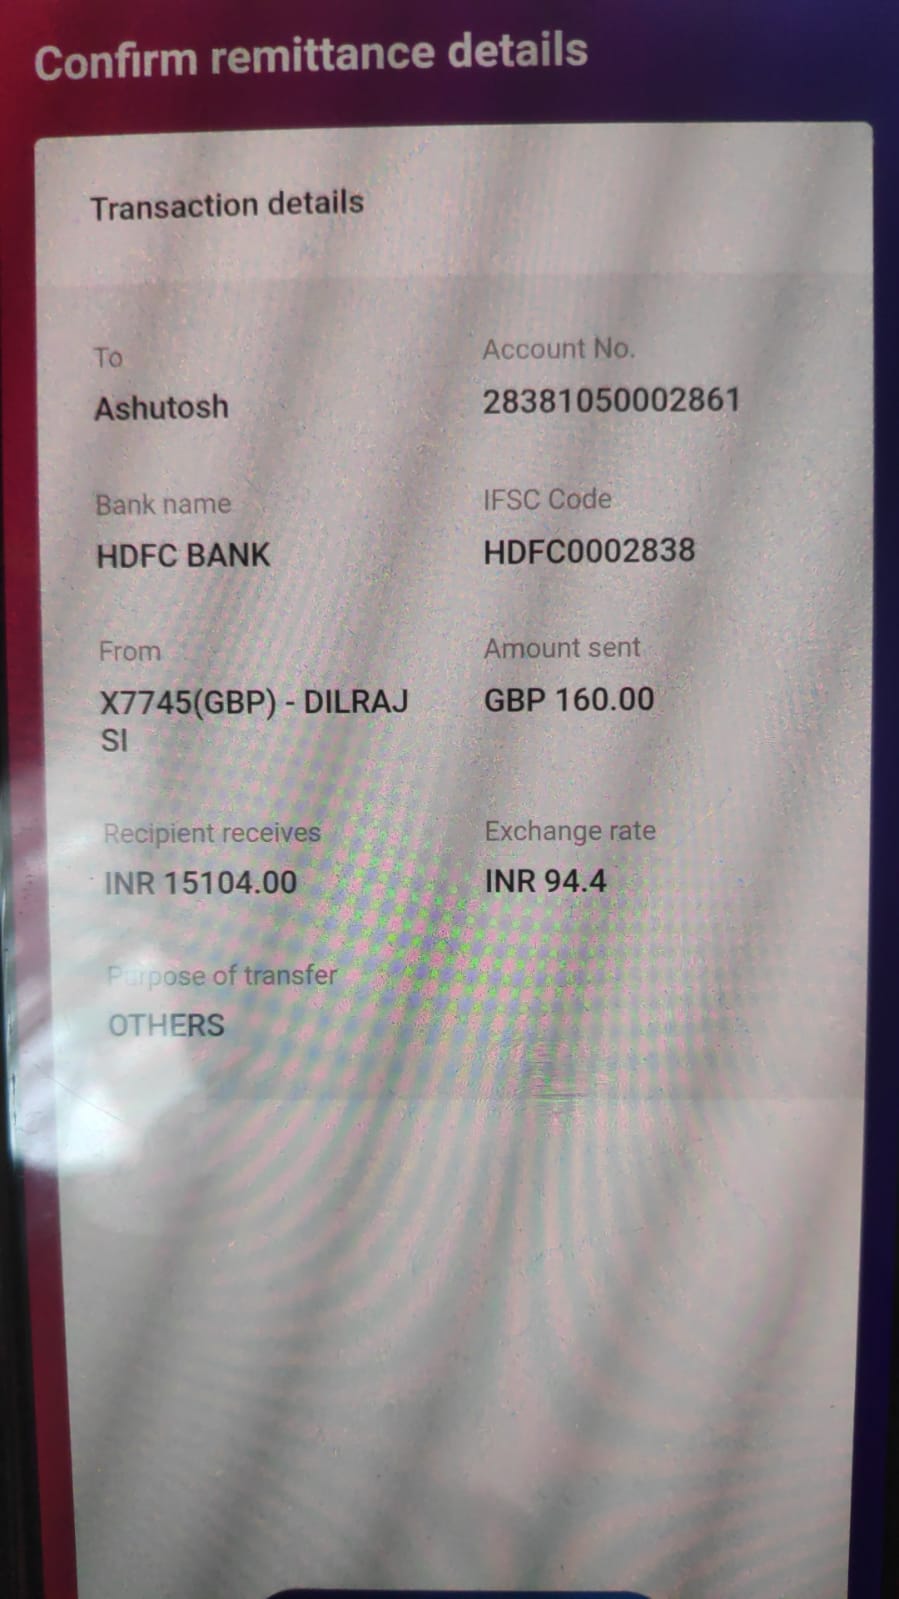 Confirm remittance details
Transaction details
To
Account No.
Ashutosh
28381050002861
Bank name
IFSC Code
HDFC BANK
HDFC0002838
From
Amount sent
X7745(GBP) - DILRAJ
SI
GBP 160.00
Recipient receives
Exchange rate
INR 15104.00
INR 94.4
Purpose of transfer
OTHERS